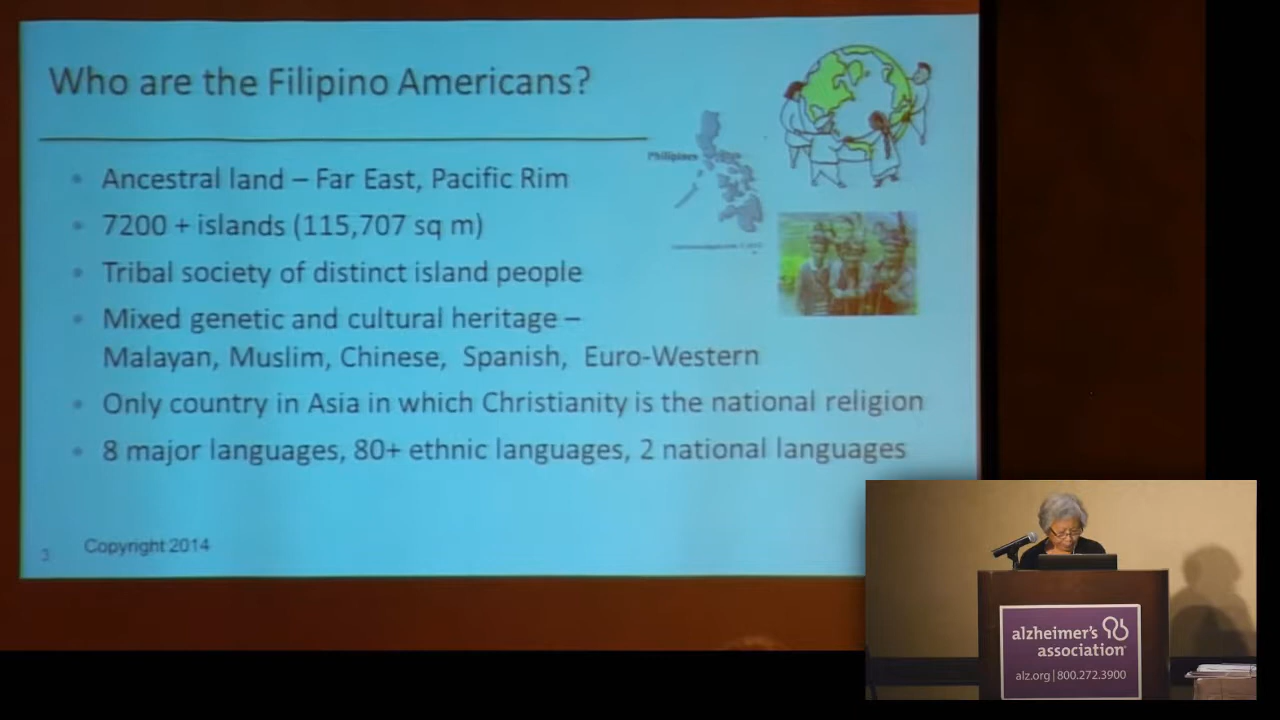 Who are the Filipino Americans?
Philipines
• Ancestral land – Far East, Pacific Rim
• 7200 + islands (115,707 sq m)
• Tribal society of distinct island people
• Mixed genetic and cultural heritage –
Malayan, Muslim, Chinese, Spanish, Euro-Western
• Only country in Asia in which Christianity is the national religion
• 8 major languages, 80+ ethnic languages, 2 national languages
3 Copyright 2014
alzheimer's
association
alz.org | 800.272.3900